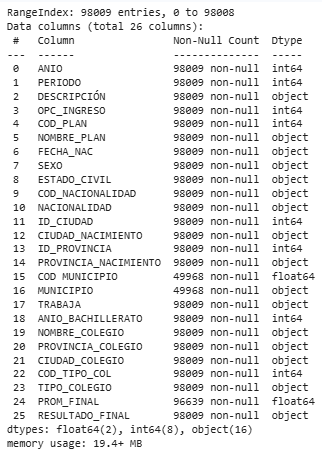 RangeIndex: 98009 entries, 0 to 98008
Data columns (total 26 columns):
 #   Column                Non-Null Count  Dtype
---  ------                --------------  -----
 0   ANIO                  98009 non-null  int64
 1   PERIODO               98009 non-null  int64
 2   DESCRIPCIÓN           98009 non-null  object
 3   OPC_INGRESO           98009 non-null  int64
 4   COD_PLAN              98009 non-null  int64
 5   NOMBRE_PLAN           98009 non-null  object
 6   FECHA_NAC             98009 non-null  object
 7   SEXO                  98009 non-null  object
 8   ESTADO_CIVIL          98009 non-null  object
 9   COD_NACIONALIDAD      98009 non-null  object
 10  NACIONALIDAD          98009 non-null  object
 11  ID_CIUDAD             98009 non-null  int64
 12  CIUDAD_NACIMIENTO     98009 non-null  object
 13  ID_PROVINCIA          98009 non-null  int64
 14  PROVINCIA_NACIMIENTO  98009 non-null  object
 15  COD MUNICIPIO         49968 non-null  float64
 16  MUNICIPIO             49968 non-null  object
 17  TRABAJA               98009 non-null  object
 18  ANIO_BACHILLERATO     98009 non-null  int64
 19  NOMBRE_COLEGIO        98009 non-null  object
 20  PROVINCIA_COLEGIO     98009 non-null  object
 21  CIUDAD_COLEGIO        98009 non-null  object
 22  COD_TIPO_COL          98009 non-null  int64
 23  TIPO_COLEGIO          98009 non-null  object
 24  PROM_FINAL            96639 non-null  float64
 25  RESULTADO_FINAL       98009 non-null  object
dtypes: float64(2), int64(8), object(16)
memory usage: 19.4+ MB